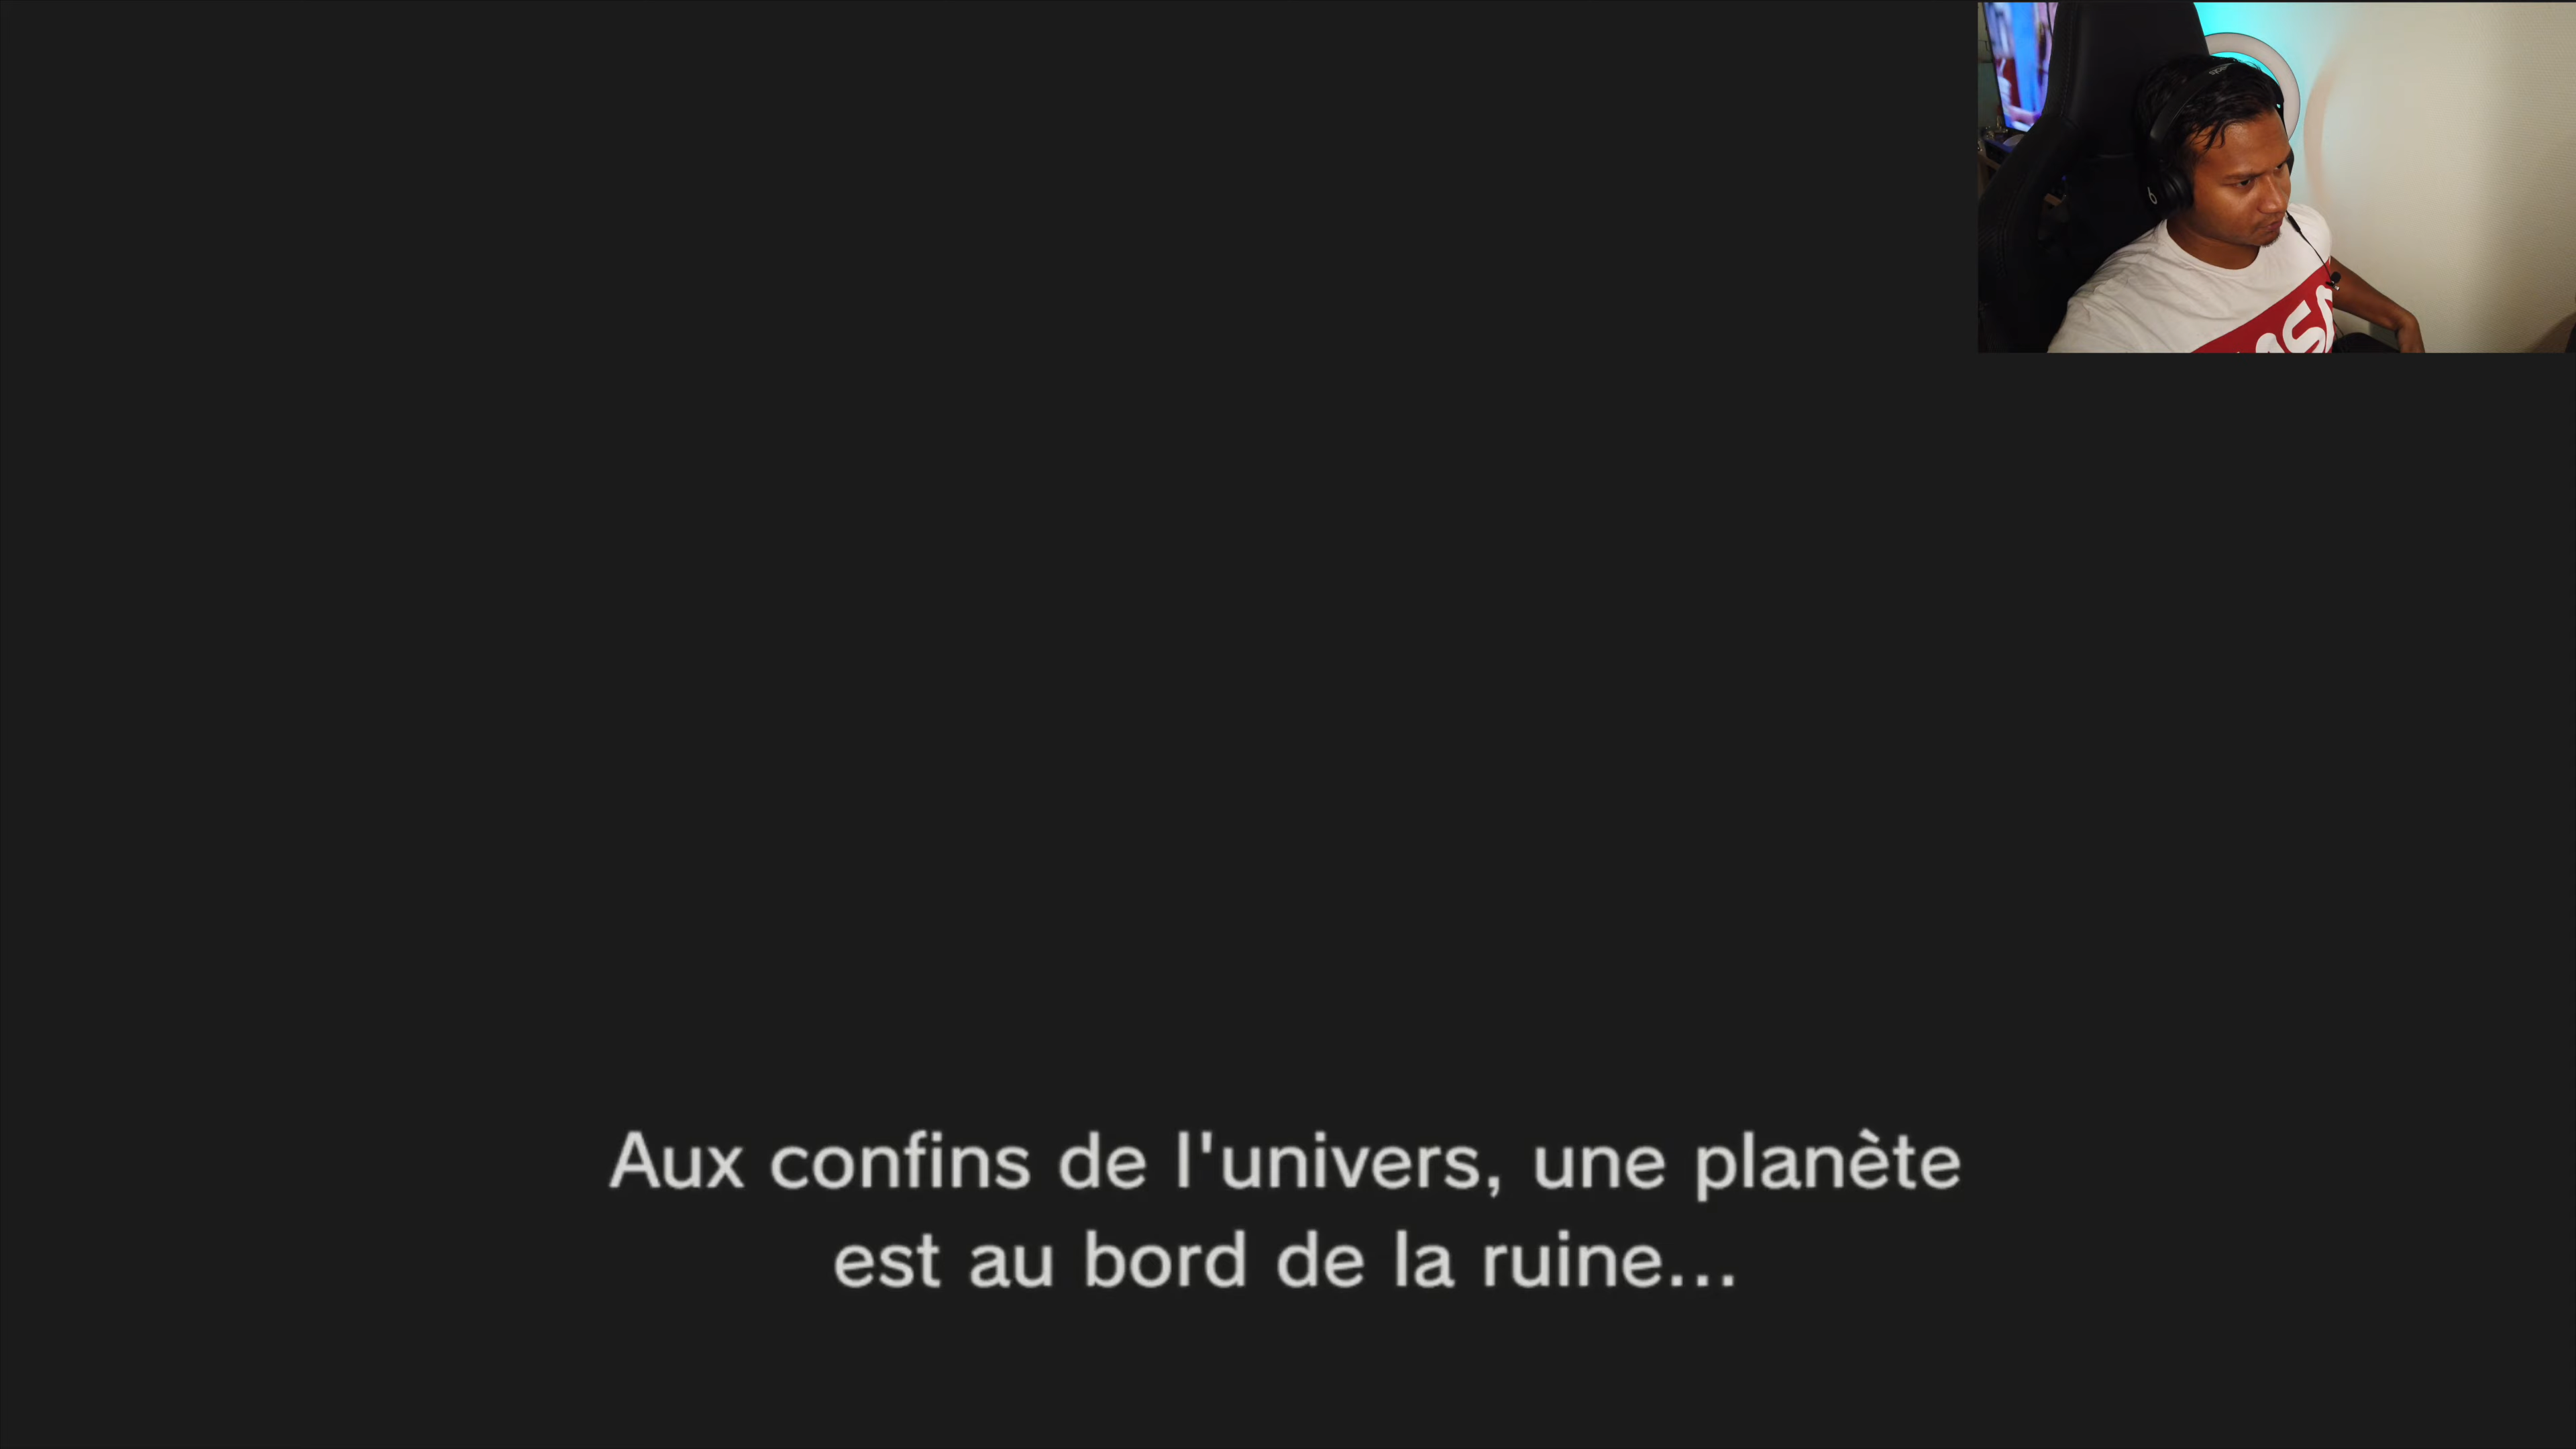 Aux confins de l'univers, une planète
est au bord de la ruine...